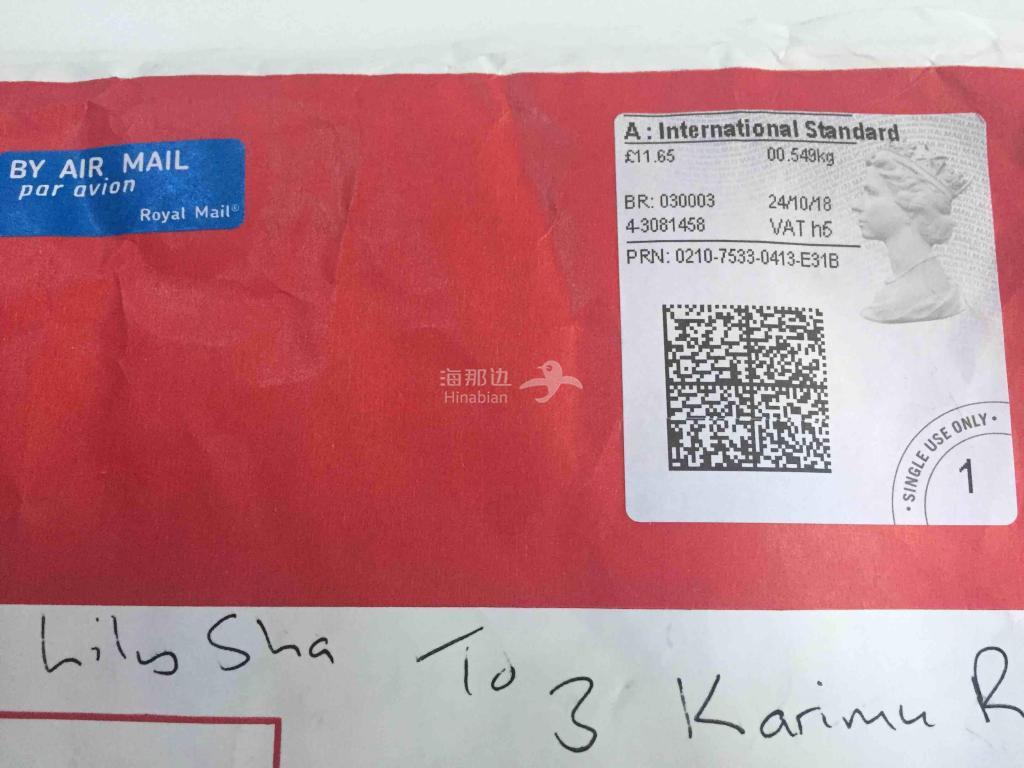 BY AIR MAIL
par avion
Royal Mail®
A : International Standard
£11.65 00.549kg
BR: 030003 24/10/18
4-3081458 VAT h5
PRN: 0210-7533-0413-E31B
海那边
Hinabian
• SINGLE USE ONLY •
1
Lily Sha To
3 Karimu R